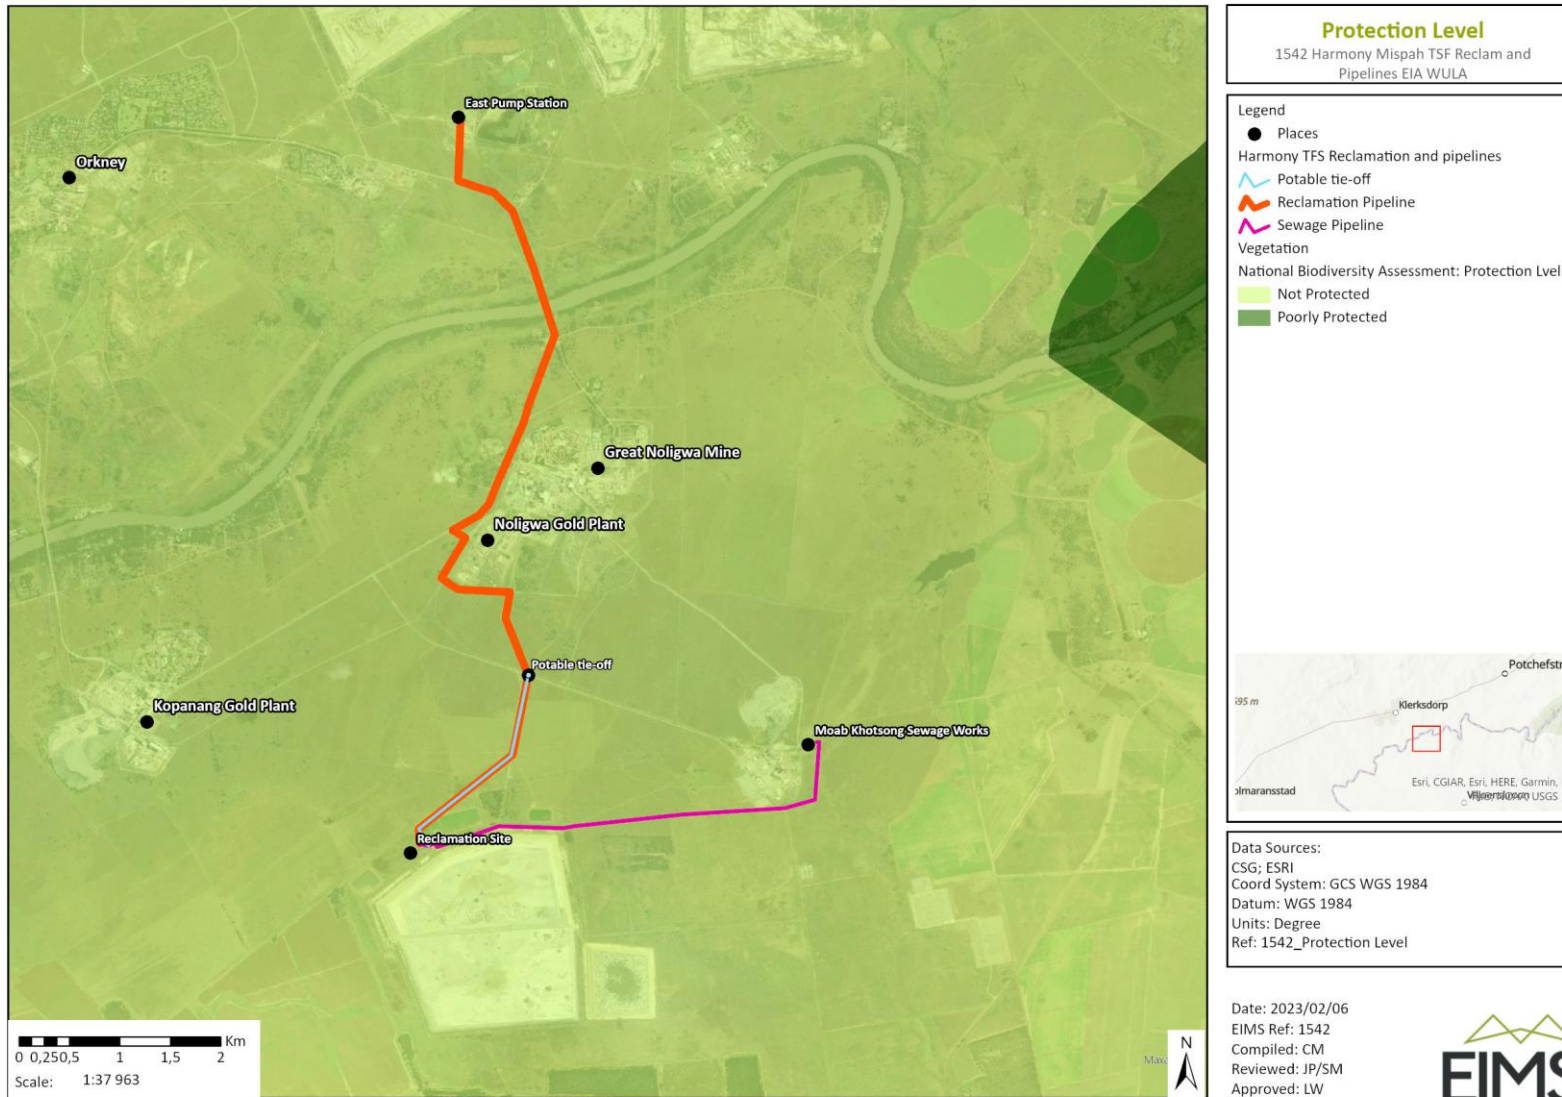 Protection Level
1542 Harmony Mispah TSF Reclam and
Pipelines EIA WULA
Legend
Places
Harmony TFS Reclamation and pipelines
Potable tie-off
Reclamation Pipeline
Sewage Pipeline
Vegetation
National Biodiversity Assessment: Protection Lvel
Not Protected
Poorly Protected
East Pump Station
Orkney
Great Noligwa Mine
Noligwa Gold Plant
Potable tie-off
Kopanang Gold Plant
Moab Khotsong Sewage Works
Reclamation Site
Km
0 0,25 0,5 1 1,5 2
Scale: 1:37 963
N
Potchefstr
Klerksdorp
olmaransstad
Esri, CGIAR, Esri, HERE, Garmin,
USGS
Data Sources:
CSG; ESRI
Coord System: GCS WGS 1984
Datum: WGS 1984
Units: Degree
Ref: 1542_Protection Level
Date: 2023/02/06
EIMS Ref: 1542
Compiled: CM
Reviewed: JP/SM
Approved: LW
EIMS